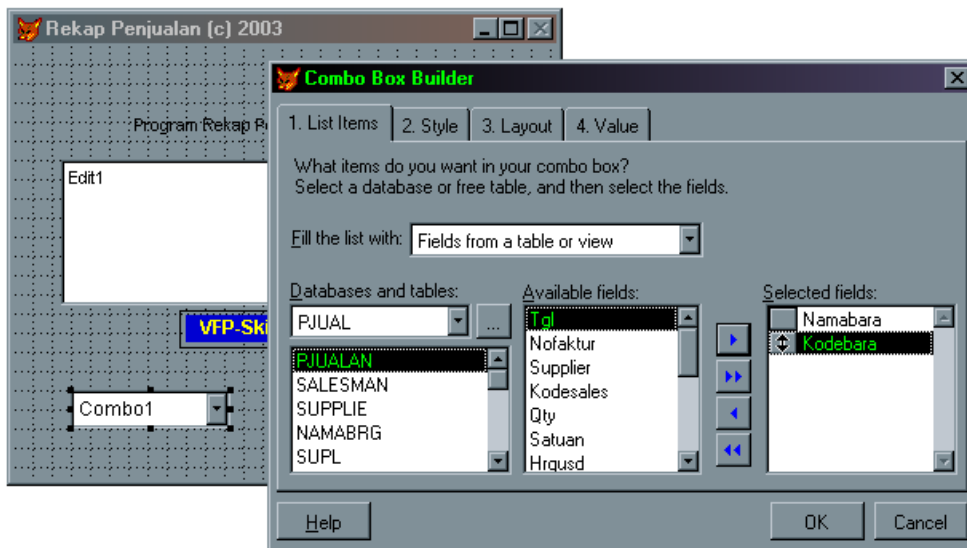 Rekap Penjualan (c) 2003
Program Rekap
Edit1
VFP-Ski
Combo1
Combo Box Builder
1. List Items
2. Style
3. Layout
4. Value
What items do you want in your combo box?
Select a database or free table, and then select the fields.
Fill the list with:
Fields from a table or view
Databases and tables:
PJUAL
...
PJUALAN
SALESMAN
SUPPLIE
NAMABRG
SUPL
Available fields:
Tgl
Nofaktur
Supplier
Kodesales
Qty
Satuan
Hrgusd
Selected fields:
Namabara
Kodebara
Help
OK
Cancel